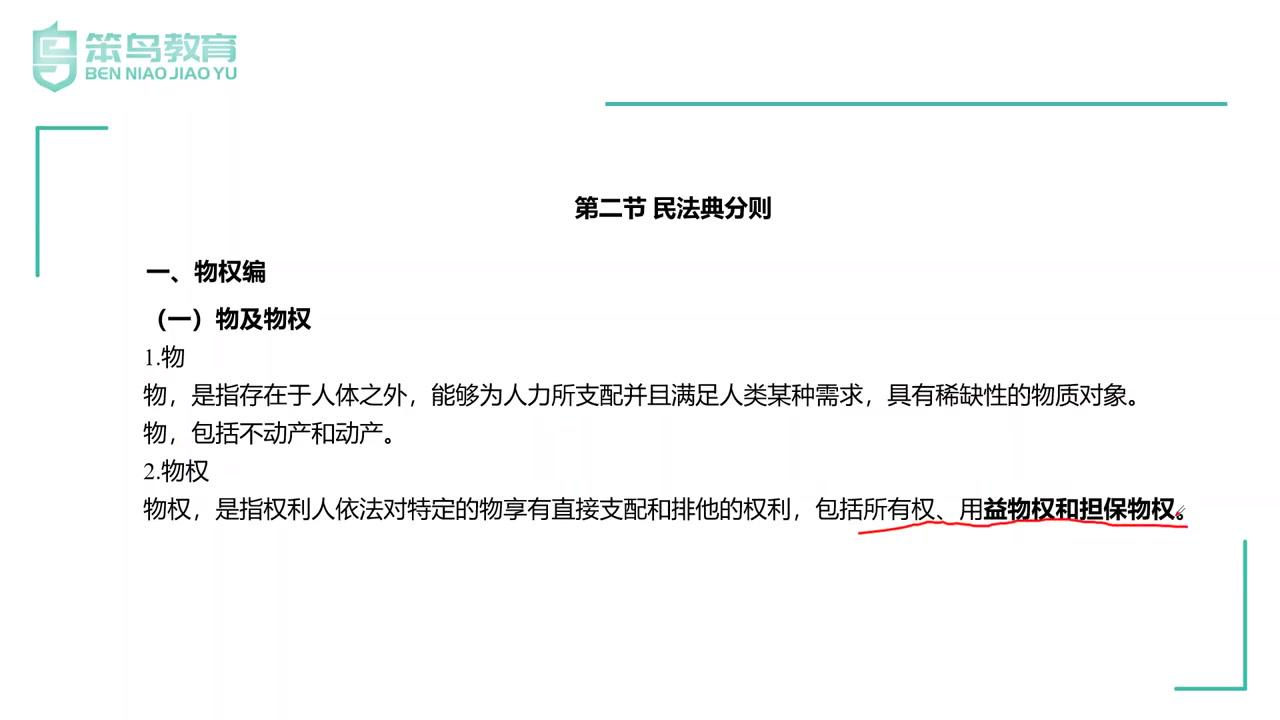 笨鸟教育
BEN NIAO JIAO YU
第二节 民法典分则
一、物权编
（一）物及物权
1.物
物，是指存在于人体之外，能够为人力所支配并且满足人类某种需求，具有稀缺性的物质对象。
物，包括不动产和动产。
2.物权
物权，是指权利人依法对特定的物享有直接支配和排他的权利，包括所有权、用益物权和担保物权。